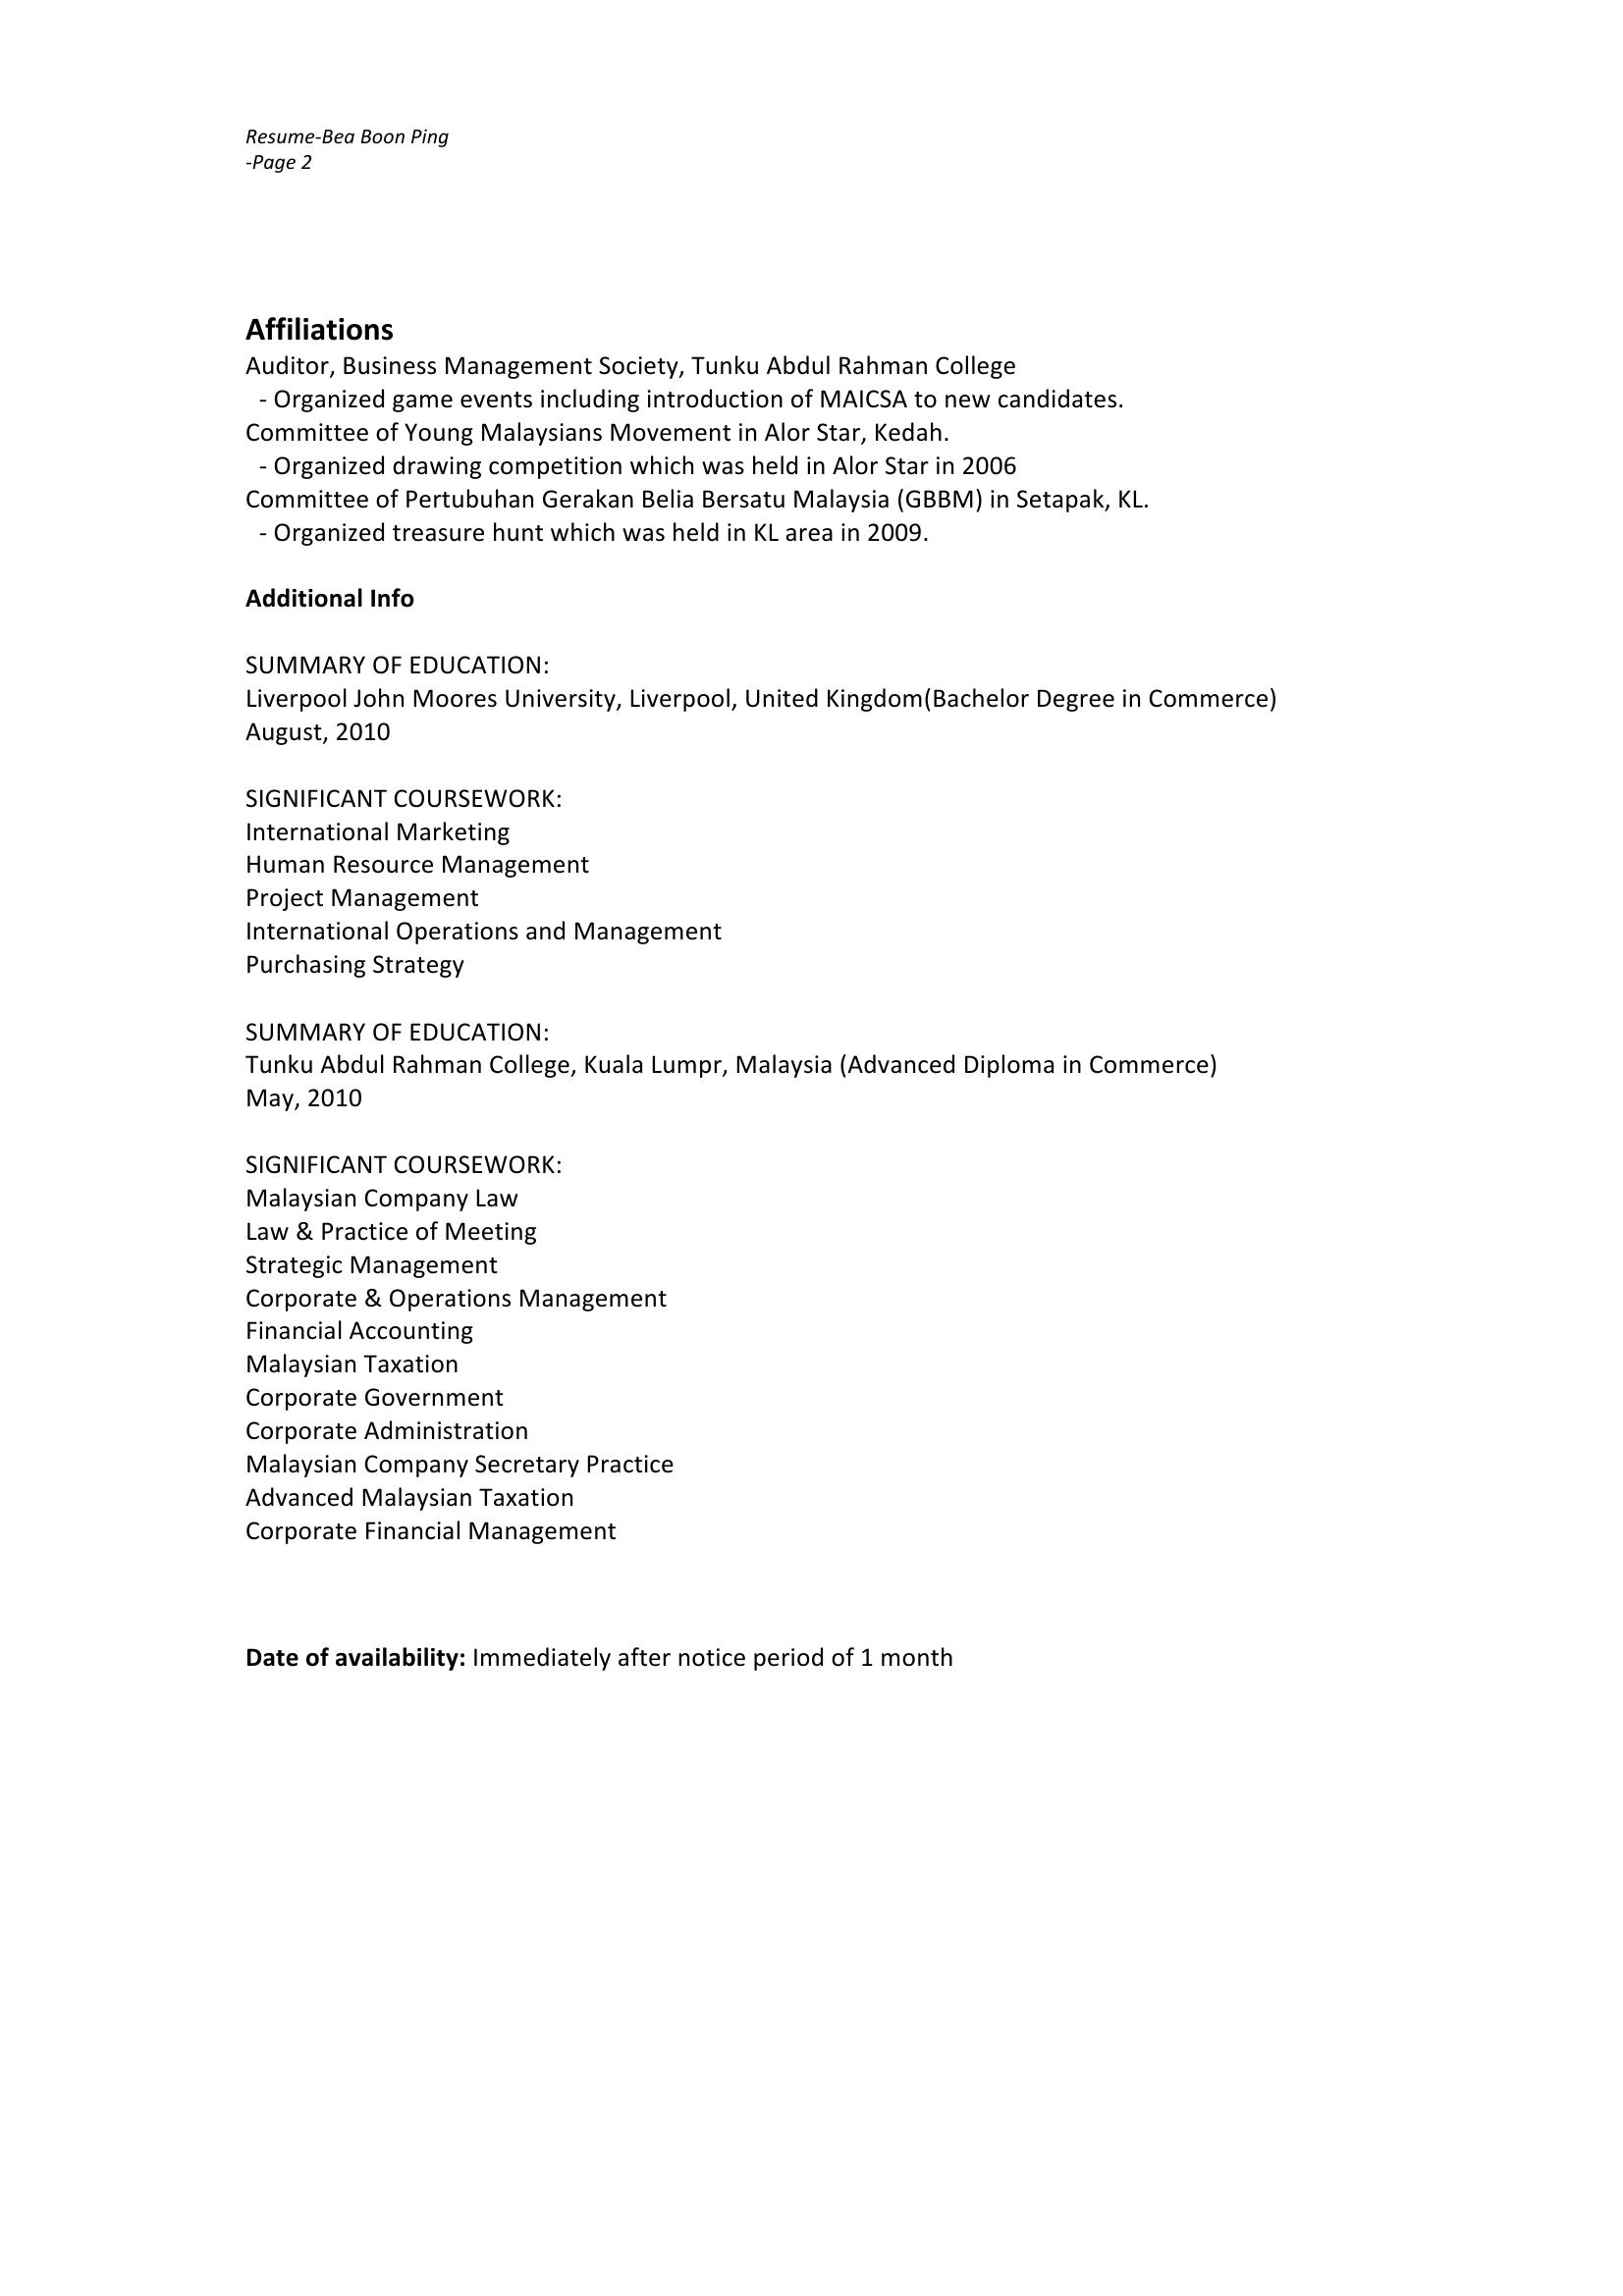 Resume-Bea Boon Ping
-Page 2
Affiliations
Auditor, Business Management Society, Tunku Abdul Rahman College
- Organized game events including introduction of MAICSA to new candidates.
Committee of Young Malaysians Movement in Alor Star, Kedah.
- Organized drawing competition which was held in Alor Star in 2006
Committee of Pertubuhan Gerakan Belia Bersatu Malaysia (GBBM) in Setapak, KL.
- Organized treasure hunt which was held in KL area in 2009.
Additional Info
SUMMARY OF EDUCATION:
Liverpool John Moores University, Liverpool, United Kingdom(Bachelor Degree in Commerce)
August, 2010
SIGNIFICANT COURSEWORK:
International Marketing
Human Resource Management
Project Management
International Operations and Management
Purchasing Strategy
SUMMARY OF EDUCATION:
Tunku Abdul Rahman College, Kuala Lumpr, Malaysia (Advanced Diploma in Commerce)
May, 2010
SIGNIFICANT COURSEWORK:
Malaysian Company Law
Law & Practice of Meeting
Strategic Management
Corporate & Operations Management
Financial Accounting
Malaysian Taxation
Corporate Government
Corporate Administration
Malaysian Company Secretary Practice
Advanced Malaysian Taxation
Corporate Financial Management
Date of availability: Immediately after notice period of 1 month